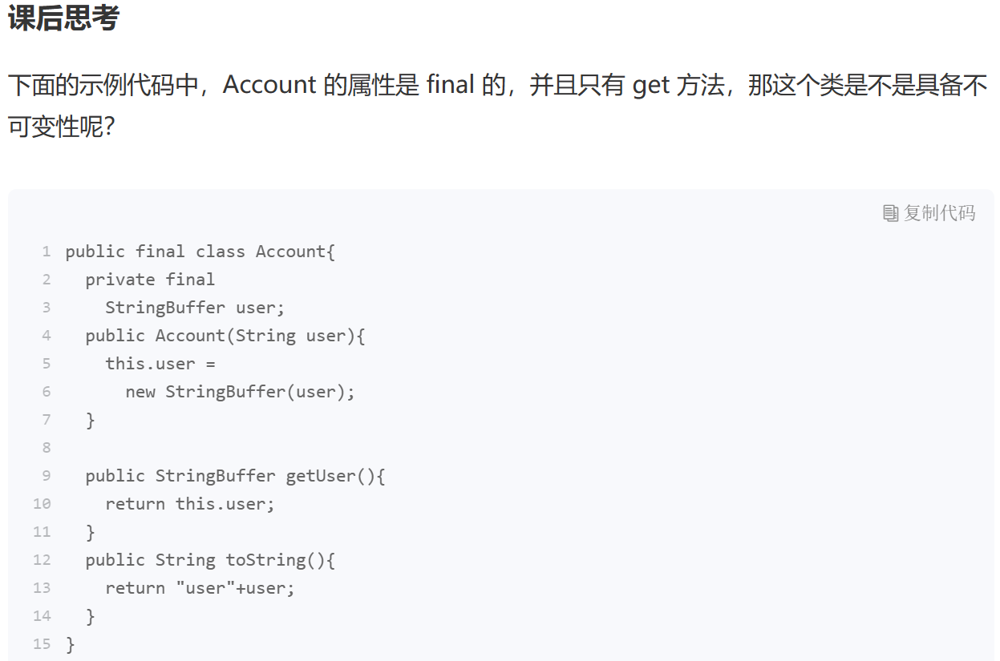 课后思考
下面的示例代码中，Account 的属性是 final 的，并且只有 get 方法，那这个类是不是具备不
可变性呢？
复制代码
1 public final class Account{
2   private final
3     StringBuffer user;
4   public Account(String user){
5     this.user =
6       new StringBuffer(user);
7   }
8
9   public StringBuffer getUser(){
10     return this.user;
11   }
12   public String toString(){
13     return "user"+user;
14   }
15 }